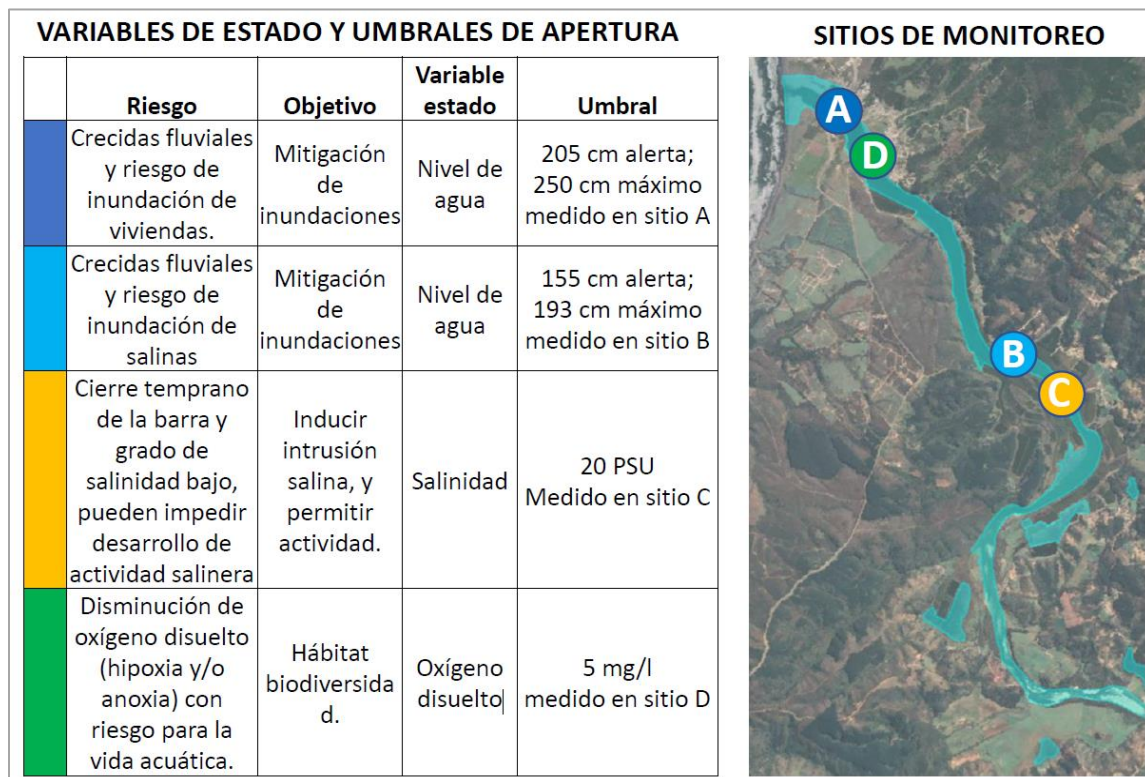 VARIABLES DE ESTADO Y UMBRALES DE APERTURA
Riesgo
Objetivo
Variable
estado
Umbral
Crecidas fluviales
y riesgo de
inundación de
viviendas.
Mitigación
de
inundaciones
Nivel de
agua
205 cm alerta;
250 cm máximo
medido en sitio A
Crecidas fluviales
y riesgo de
inundación de
salinas
Mitigación
de
inundaciones
Nivel de
agua
155 cm alerta;
193 cm máximo
medido en sitio B
Cierre temprano
de la barra y
grado de
salinidad bajo,
pueden impedir
desarrollo de
actividad salinera
Inducir
intrusión
salina, y
permitir
actividad.
Salinidad
20 PSU
Medido en sitio C
Disminución de
oxígeno disuelto
(hipoxia y/o
anoxia) con
riesgo para la
vida acuática.
Hábitat
biodiversida
d.
Oxígeno
disuelto
5 mg/l
medido en sitio D
SITIOS DE MONITOREO
A
D
B
C